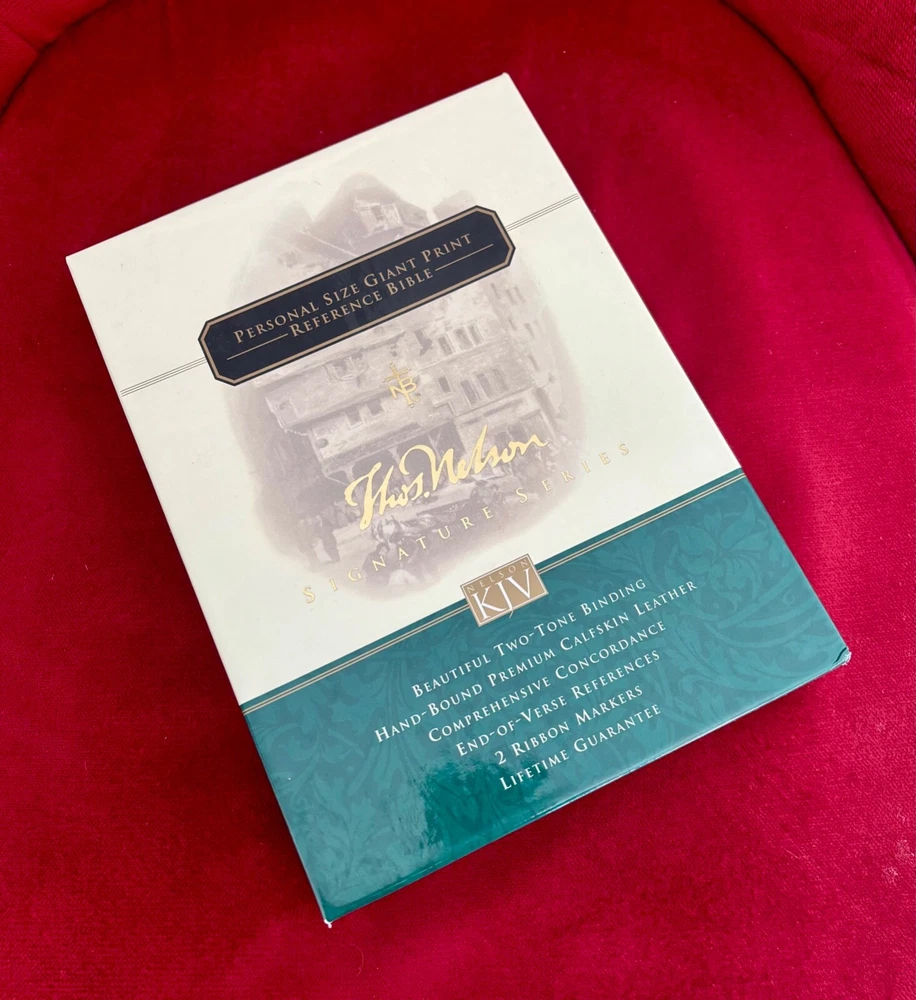 PERSONAL SIZE GIANT PRINT
REFERENCE BIBLE
NB
Thos. Nelson
SIGNATURE SERIES
NELSON
KJV
BEAUTIFUL TWO-TONE BINDING
HAND-BOUND PREMIUM CALFSKIN LEATHER
COMPREHENSIVE CONCORDANCE
END-OF-VERSE REFERENCES
2 RIBBON MARKERS
LIFETIME GUARANTEE